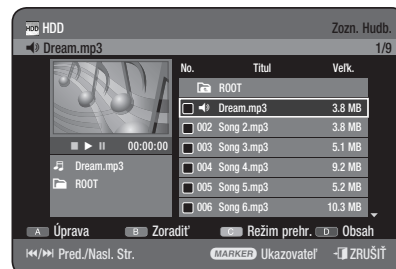 HDD HDD Zozn. Hudb.
Dream.mp3 1/9
No. Titul Veľk.
ROOT
Dream.mp3 3.8 MB
002 Song 2.mp3 3.8 MB
00:00:00 003 Song 3.mp3 5.1 MB
Dream.mp3 004 Song 4.mp3 9.2 MB
ROOT 005 Song 5.mp3 5.2 MB
006 Song 6.mp3 10.3 MB
A Úprava B Zoradiť C Režim prehr. D Obsah
Pred./Nasl. Str. MARKER Ukazovateľ ZRUŠIŤ